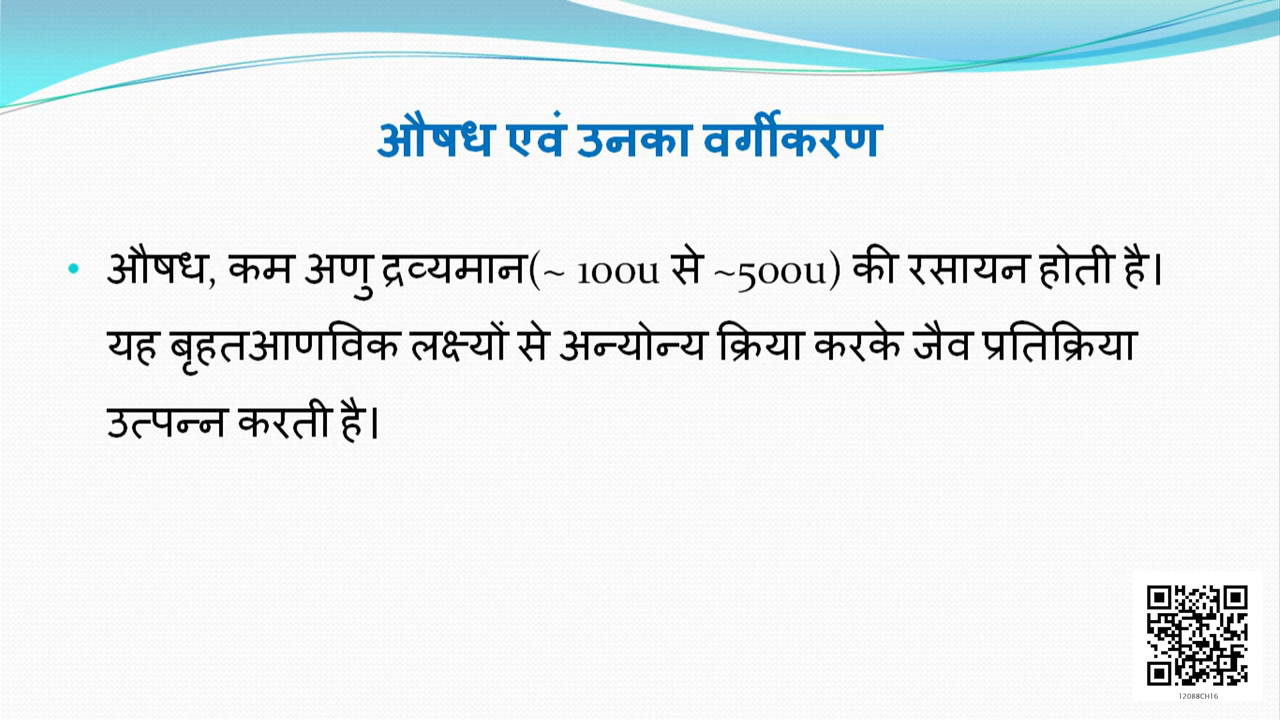 औषध एवं उनका वर्गीकरण
• औषध, कम अणु द्रव्यमान(~ 100u से ~500u) की रसायन होती है।
यह बृहतआणविक लक्ष्यों से अन्योन्य क्रिया करके जैव प्रतिक्रिया
उत्पन्न करती है।
12088CH16